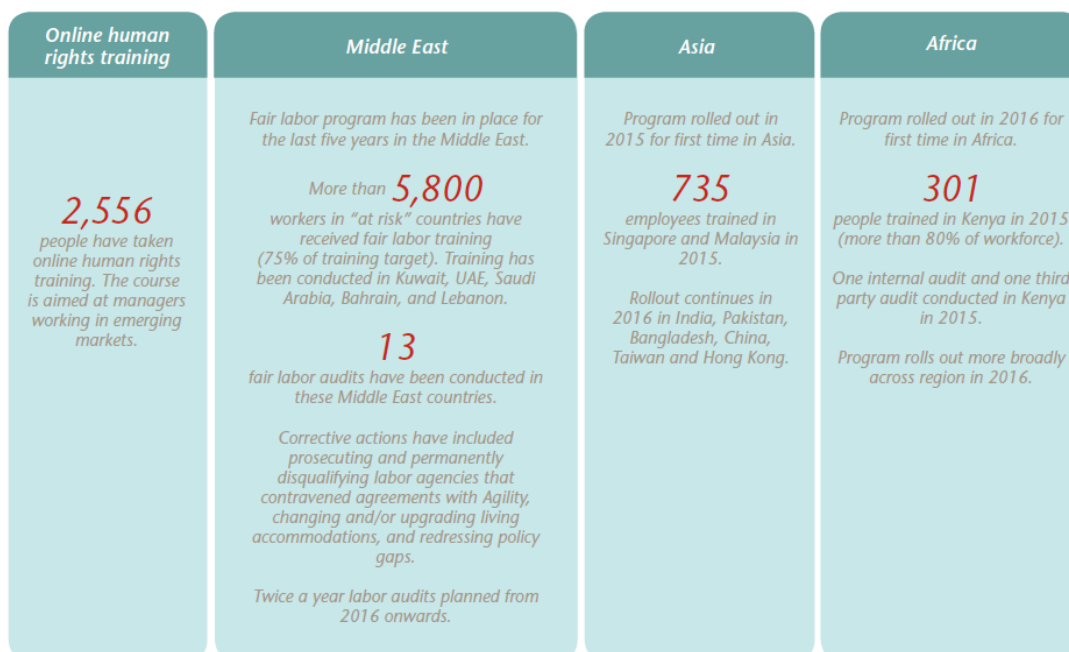 Online human
rights training
2,556
people have taken
online human rights
training. The course
is aimed at managers
working in emerging
markets.
Middle East
Fair labor program has been in place for
the last five years in the Middle East.
More than 5,800
workers in “at risk” countries have
received fair labor training
(75% of training target). Training has
been conducted in Kuwait, UAE, Saudi
Arabia, Bahrain, and Lebanon.
13
fair labor audits have been conducted in
these Middle East countries.
Corrective actions have included
prosecuting and permanently
disqualifying labor agencies that
contravened agreements with Agility,
changing and/or upgrading living
accommodations, and redressing policy
gaps.
Twice a year labor audits planned from
2016 onwards.
Asia
Program rolled out in
2015 for first time in Asia.
735
employees trained in
Singapore and Malaysia in
2015.
Rollout continues in
2016 in India, Pakistan,
Bangladesh, China,
Taiwan and Hong Kong.
Africa
Program rolled out in 2016 for
first time in Africa.
301
people trained in Kenya in 2015
(more than 80% of workforce).
One internal audit and one third
party audit conducted in Kenya
in 2015.
Program rolls out more broadly
across region in 2016.